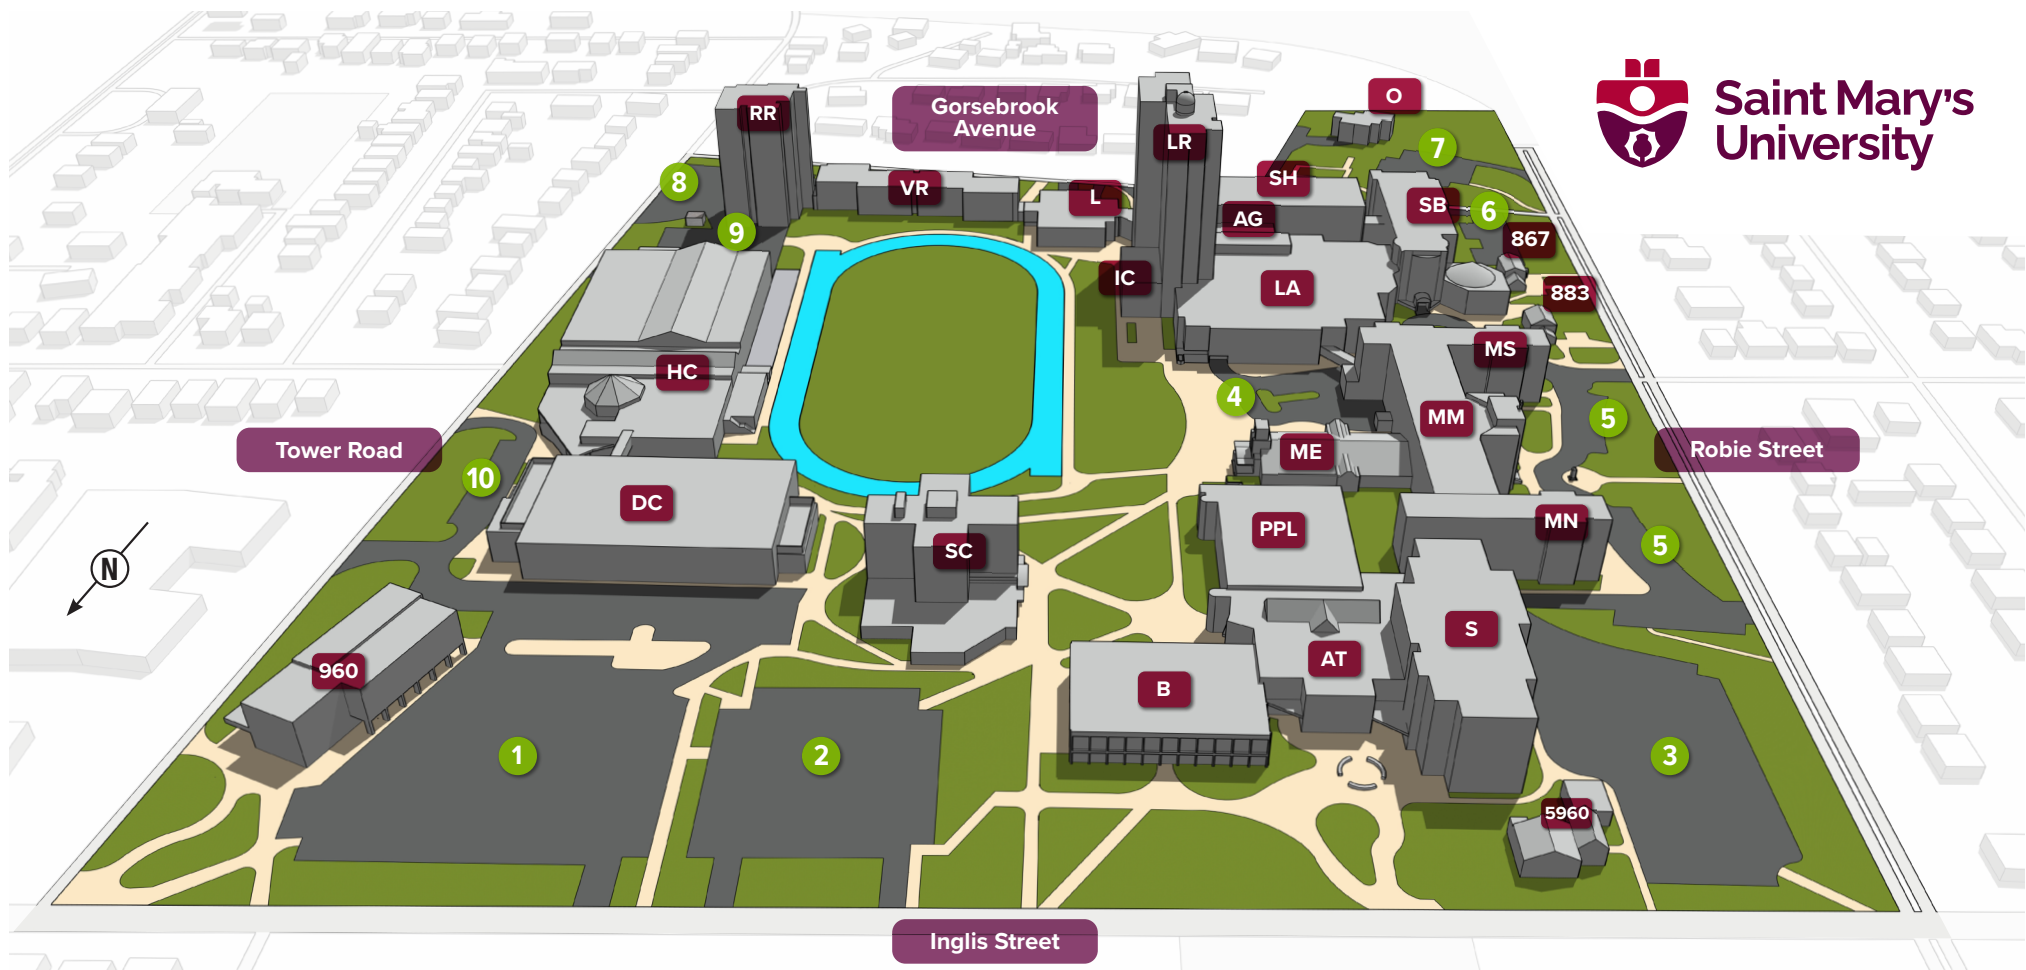 Saint Mary's
University
Gorsebrook
Avenue
O
RR
LR
7
SH
8
VR
L
SB
6
AG
9
867
IC
LA
883
MS
HC
4
MM
5
Tower Road
ME
Robie Street
10
DC
PPL
MN
SC
5
N
S
AT
960
B
1
2
3
5960
Inglis Street